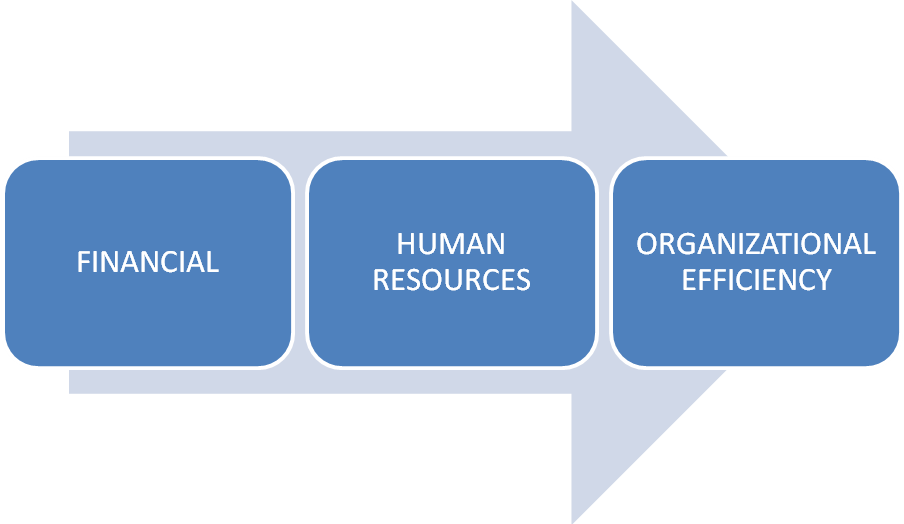 FINANCIAL
HUMAN
RESOURCES
ORGANIZATIONAL
EFFICIENCY